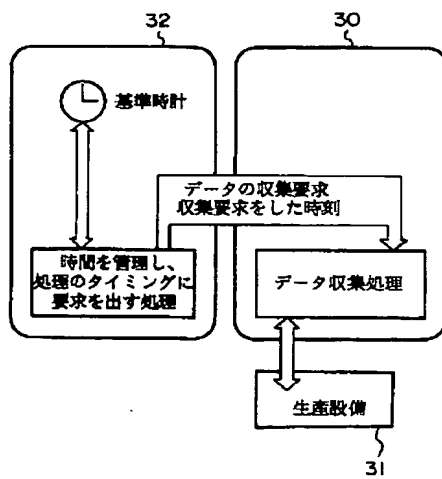 32
30
基準時計
データの収集要求
収集要求をした時刻
時間を管理し、
処理のタイミングに
要求を出す処理
データ収集処理
生産設備
31